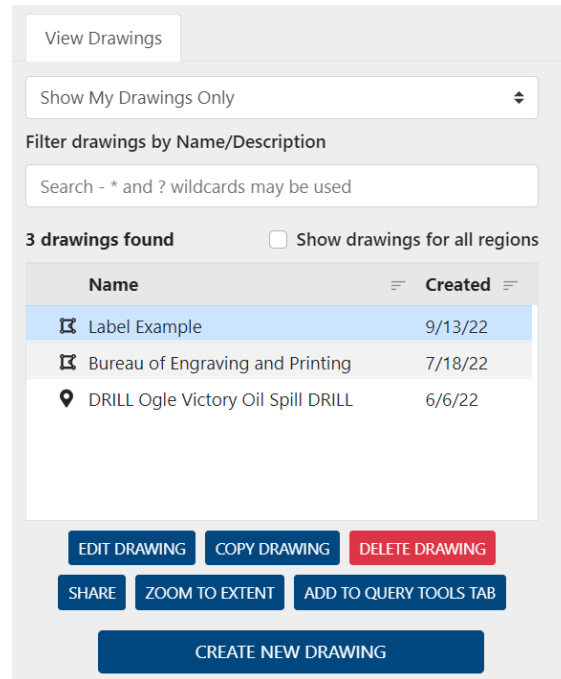 View Drawings
Show My Drawings Only
Filter drawings by Name/Description
Search - * and ? wildcards may be used
3 drawings found Show drawings for all regions
Name Created
Label Example 9/13/22
Bureau of Engraving and Printing 7/18/22
DRILL Ogle Victory Oil Spill DRILL 6/6/22
EDIT DRAWING COPY DRAWING DELETE DRAWING
SHARE ZOOM TO EXTENT ADD TO QUERY TOOLS TAB
CREATE NEW DRAWING